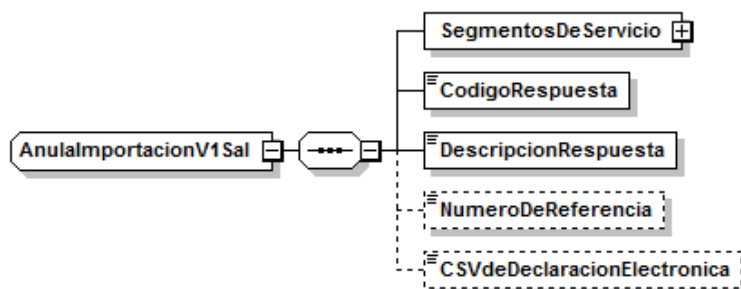 SegmentosDeServicio
CodigoRespuesta
AnulaImportacionV1Sal
DescripcionRespuesta
NumeroDeReferencia
CSVdeDeclaracionElectronica